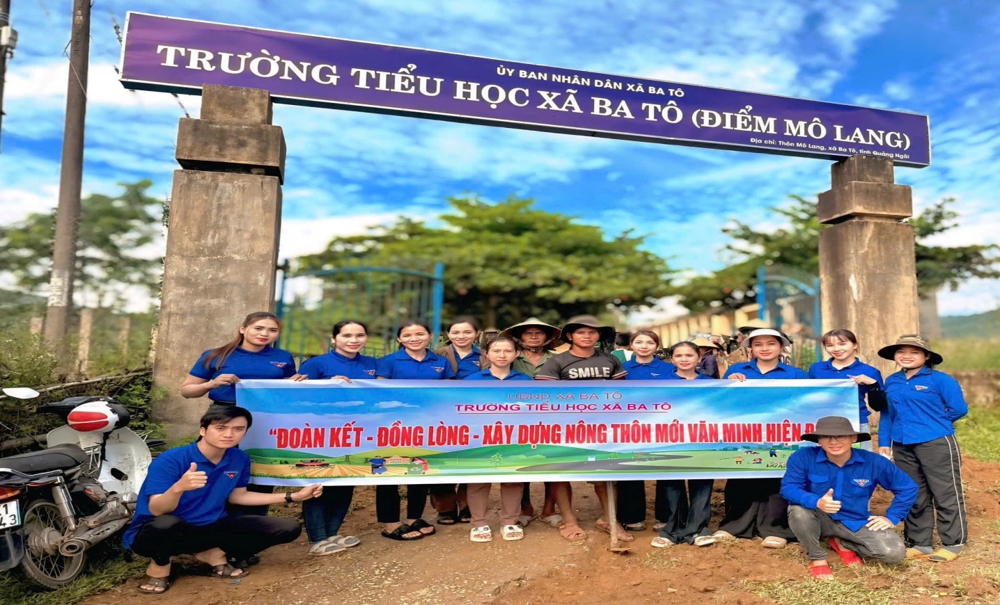 ỦY BAN NHÂN DÂN XÃ BA TÔ
TRƯỜNG TIỂU HỌC XÃ BA TÔ (ĐIỂM MÔ LANG)
Địa chỉ: Thôn Mô Lang, xã Ba Tô, tỉnh Quảng Ngãi
SMILE
UBND XÃ BA TÔ
TRƯỜNG TIỂU HỌC XÃ BA TÔ
“ĐOÀN KẾT - ĐỒNG LÒNG - XÂY DỰNG NÔNG THÔN MỚI VĂN MINH HIỆN